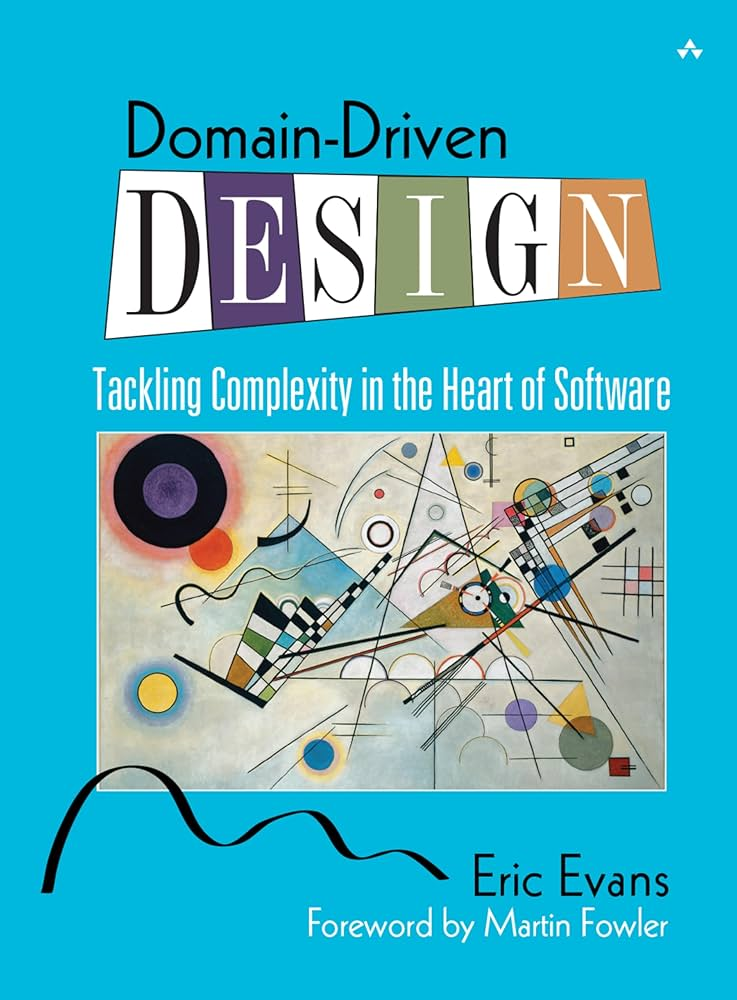 Domain-Driven
DESIGN
Tackling Complexity in the Heart of Software
Eric Evans
Foreword by Martin Fowler